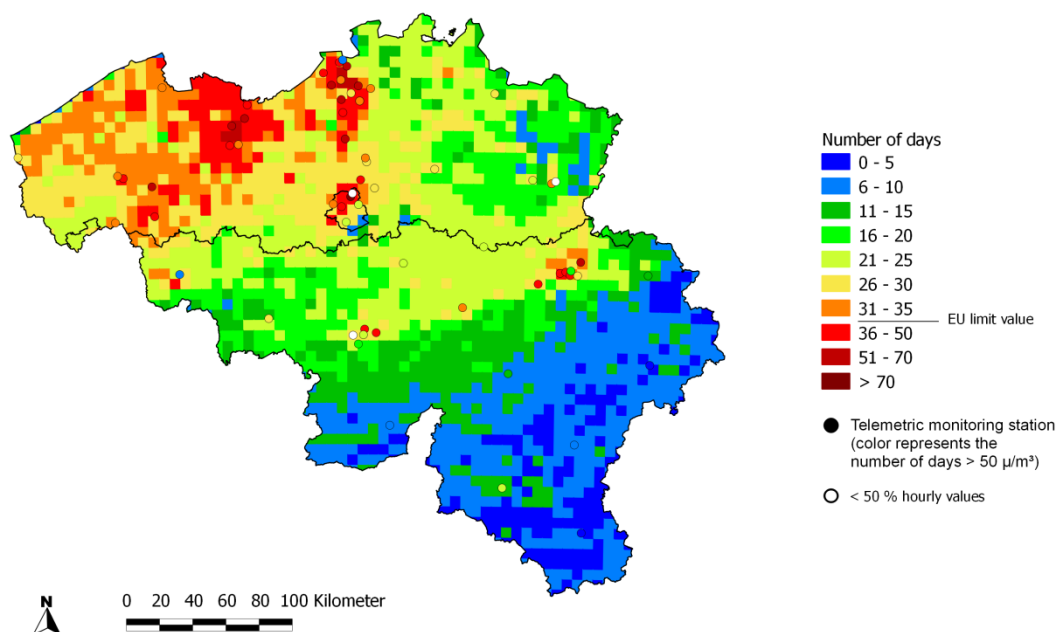 Number of days
0 - 5
6 - 10
11 - 15
16 - 20
21 - 25
26 - 30
31 - 35
EU limit value
36 - 50
51 - 70
> 70
Telemetric monitoring station
(color represents the
number of days > 50 µ/m³)
< 50 % hourly values
N
0 20 40 60 80 100 Kilometer